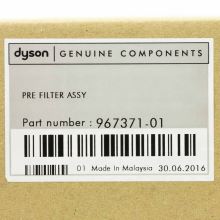 dyson GENUINE COMPONENTS
PRE FILTER ASSY
Part number : 967371-01
01 Made in Malaysia 30.06.2016